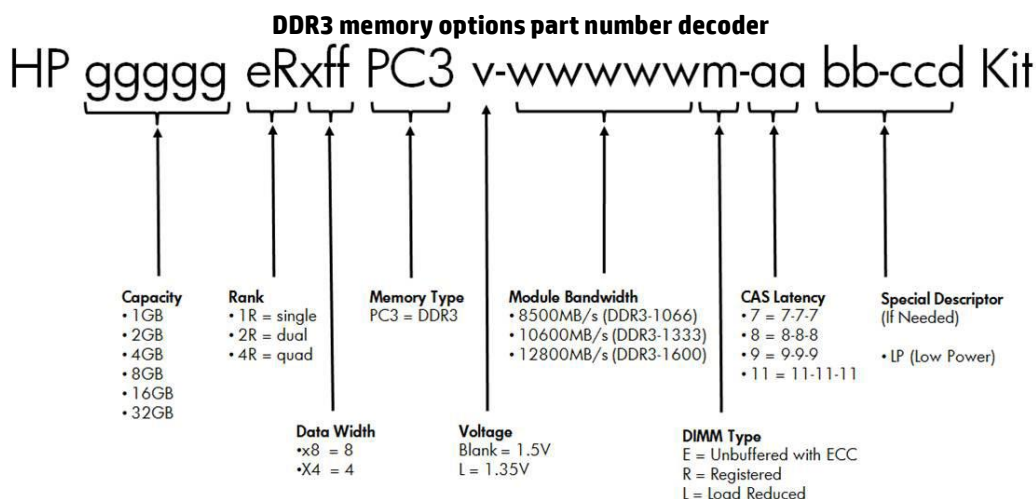 DDR3 memory options part number decoder
HP ggggg eRxff PC3 v-wwwwwm-aa bb-ccd Kit
Capacity
• 1GB
• 2GB
• 4GB
• 8GB
• 16GB
• 32GB
Rank
• 1R = single
• 2R = dual
• 4R = quad
Memory Type
PC3 = DDR3
Module Bandwidth
• 8500MB/s (DDR3-1066)
• 10600MB/s (DDR3-1333)
• 12800MB/s (DDR3-1600)
CAS Latency
• 7 = 7-7-7
• 8 = 8-8-8
• 9 = 9-9-9
• 11 = 11-11-11
Special Descriptor
(If Needed)
• LP (Low Power)
Data Width
•x8 = 8
•X4 = 4
Voltage
Blank = 1.5V
L = 1.35V
DIMM Type
E = Unbuffered with ECC
R = Registered
L = Load Reduced